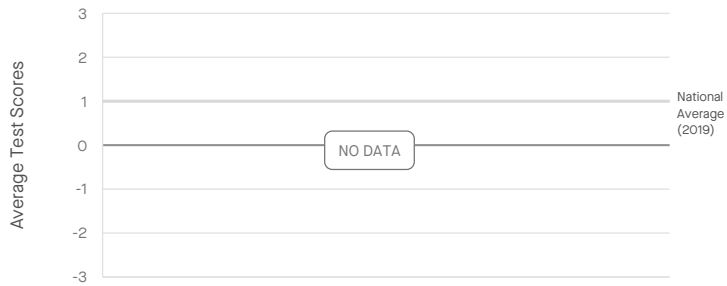 Average Test Scores
3
2
1
0
-1
-2
-3
NO DATA
National
Average
(2019)